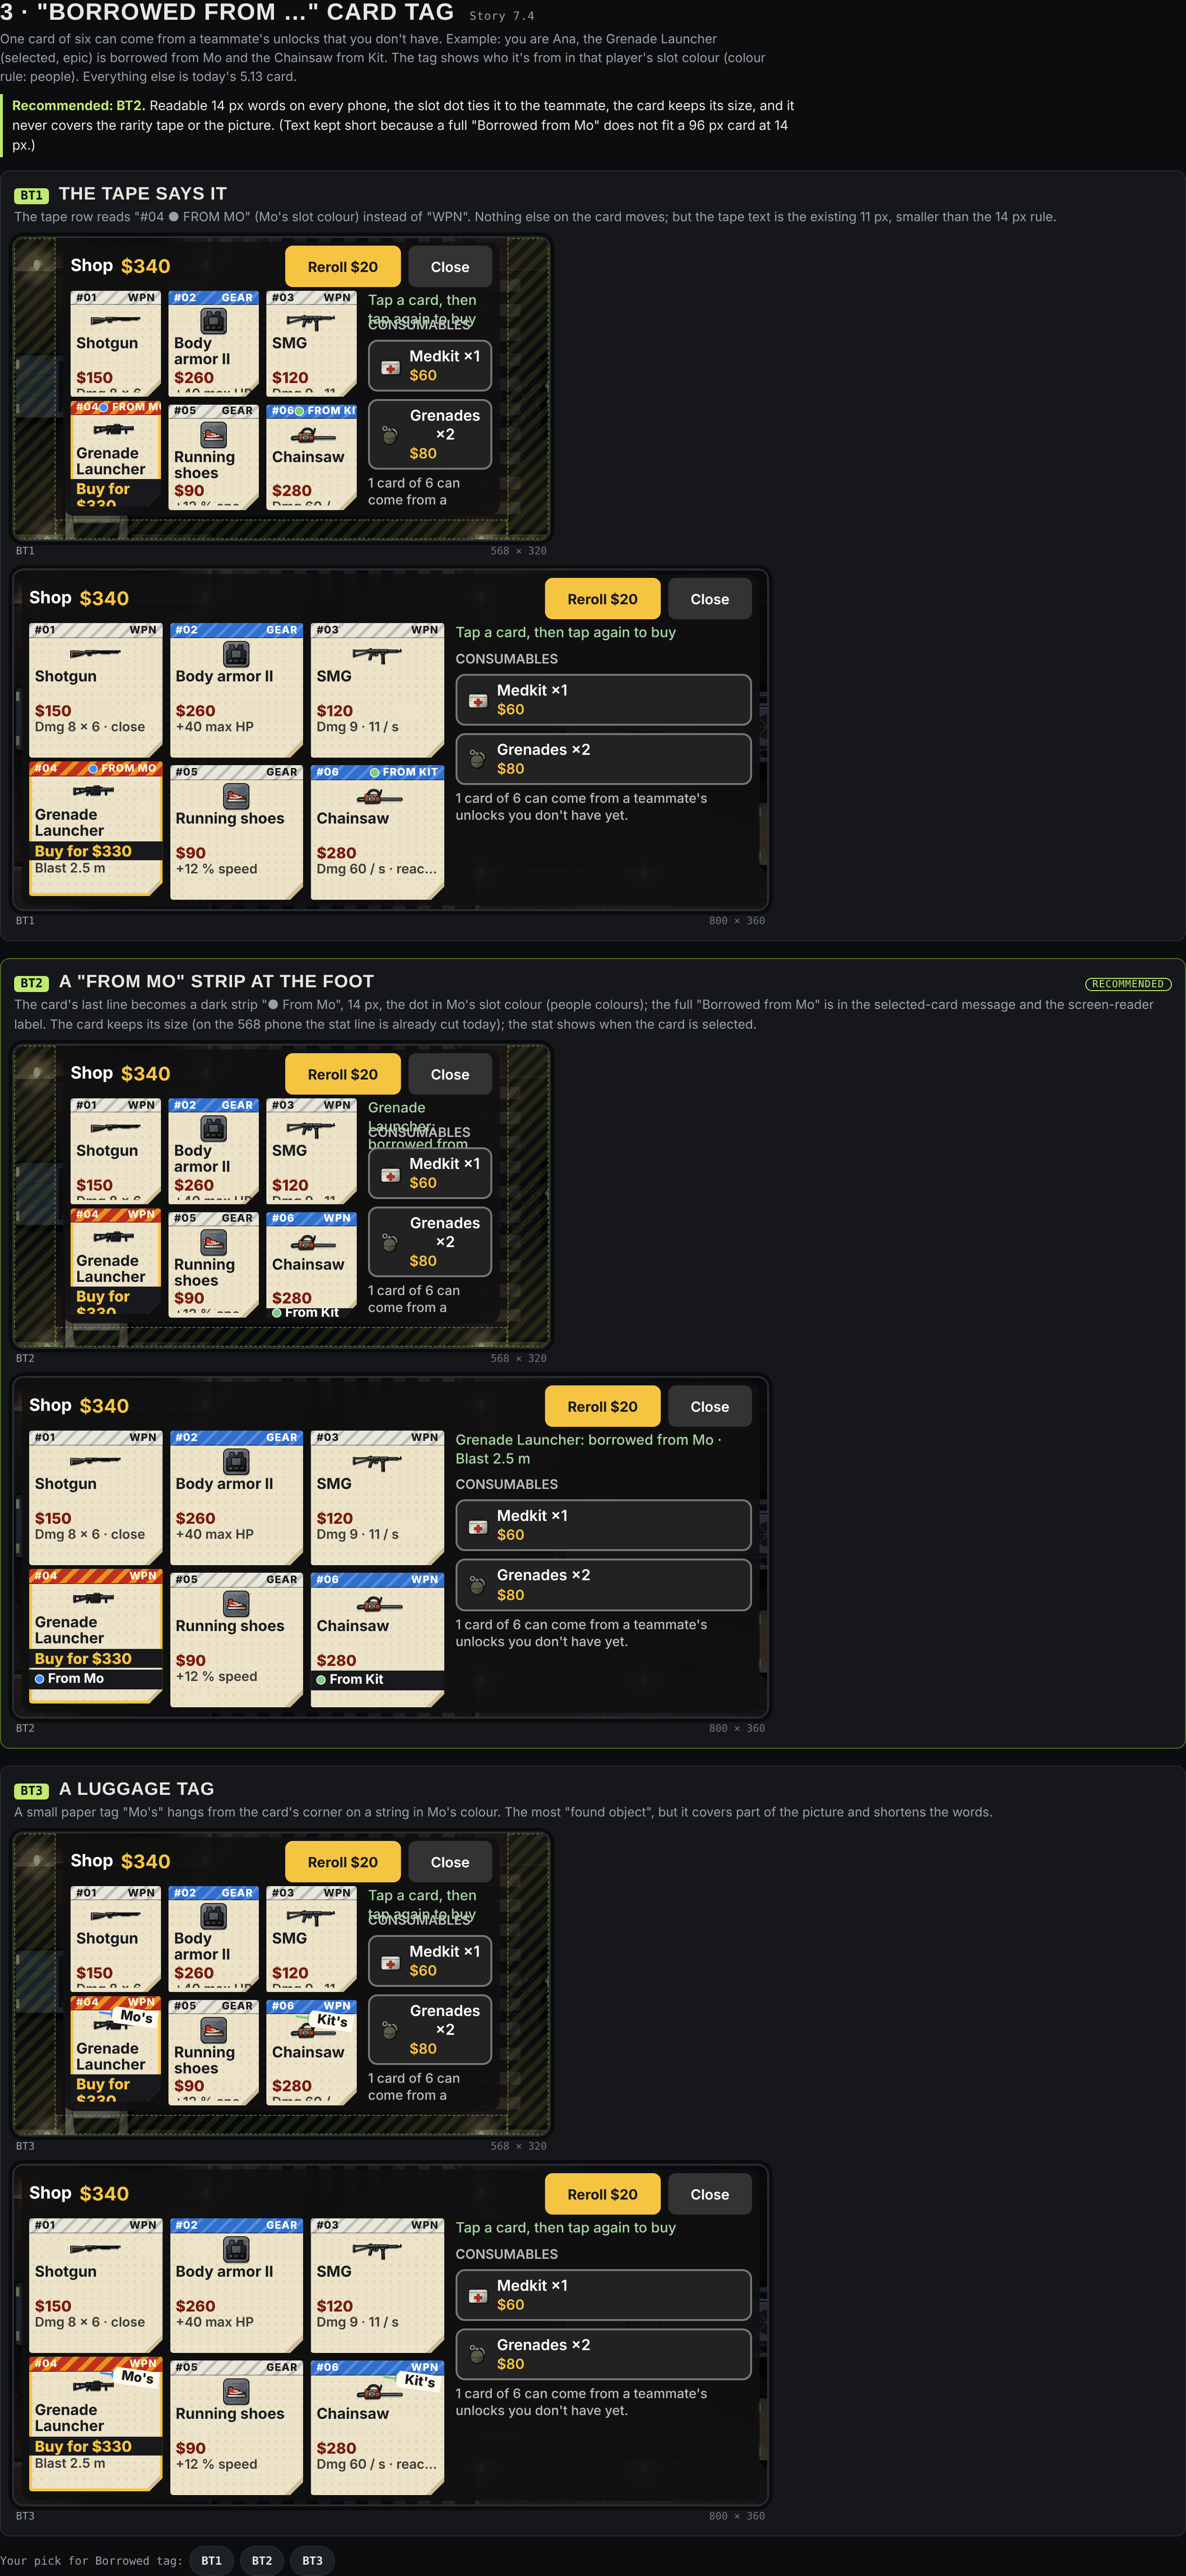 3 · "BORROWED FROM …" CARD TAG Story 7.4
One card of six can come from a teammate's unlocks that you don't have. Example: you are Ana, the Grenade Launcher
(selected, epic) is borrowed from Mo and the Chainsaw from Kit. The tag shows who it's from in that player's slot colour (colour
rule: people). Everything else is today's 5.13 card.
Recommended: BT2. Readable 14 px words on every phone, the slot dot ties it to the teammate, the card keeps its size, and it
never covers the rarity tape or the picture. (Text kept short because a full "Borrowed from Mo" does not fit a 96 px card at 14
px.)
BT1 THE TAPE SAYS IT
The tape row reads "#04 ● FROM MO" (Mo's slot colour) instead of "WPN". Nothing else on the card moves; but the tape text is the existing 11 px, smaller than the 14 px rule.
Shop $340 Reroll $20 Close
#01 WPN #02 GEAR #03 WPN
Shotgun
Body
armor II
SMG
$150 $260 $120
Tap a card, then
tap again to buy
CONSUMABLES
Medkit ×1
$60
#04 FROM #05 GEAR #06 FROM
Grenade
Launcher
Buy for
$330
Running
shoes
$90
Chainsaw
$280
Grenades
×2
$80
1 card of 6 can
come from a
BT1 568 × 320
Shop $340 Reroll $20 Close
#01 WPN #02 GEAR #03 WPN
Shotgun Body armor II SMG
$150 $260 $120
Dmg 8 × 6 · close +40 max HP Dmg 9 · 11 / s
Tap a card, then tap again to buy
CONSUMABLES
Medkit ×1
$60
Grenades ×2
$80
#04 FROM MO #05 GEAR #06 FROM KIT
Grenade
Launcher
Buy for $330
Blast 2.5 m
Running shoes
$90
+12 % speed
Chainsaw
$280
Dmg 60 / s · reac…
1 card of 6 can come from a teammate's
unlocks you don't have yet.
BT1 800 × 360
BT2 A "FROM MO" STRIP AT THE FOOT RECOMMENDED
The card's last line becomes a dark strip "● From Mo", 14 px, the dot in Mo's slot colour (people colours); the full "Borrowed from Mo" is in the selected-card message and the screen-reader
label. The card keeps its size (on the 568 phone the stat line is already cut today); the stat shows when the card is selected.
Shop $340 Reroll $20 Close
#01 WPN #02 GEAR #03 WPN
Shotgun
Body
armor II
SMG
$150 $260 $120
Grenade
Launcher:
borrowed from
CONSUMABLES
Medkit ×1
$60
#04 WPN #05 GEAR #06 WPN
Grenade
Launcher
Buy for
$330
Running
shoes
$90
Chainsaw
$280
From Kit
Grenades
×2
$80
1 card of 6 can
come from a
BT2 568 × 320
Shop $340 Reroll $20 Close
#01 WPN #02 GEAR #03 WPN
Shotgun Body armor II SMG
$150 $260 $120
Dmg 8 × 6 · close +40 max HP Dmg 9 · 11 / s
Grenade Launcher: borrowed from Mo ·
Blast 2.5 m
CONSUMABLES
Medkit ×1
$60
Grenades ×2
$80
#04 WPN #05 GEAR #06 WPN
Grenade
Launcher
Buy for $330
From Mo
Running shoes
$90
+12 % speed
Chainsaw
$280
From Kit
1 card of 6 can come from a teammate's
unlocks you don't have yet.
BT2 800 × 360
BT3 A LUGGAGE TAG
A small paper tag "Mo's" hangs from the card's corner on a string in Mo's colour. The most "found object", but it covers part of the picture and shortens the words.
Shop $340 Reroll $20 Close
#01 WPN #02 GEAR #03 WPN
Shotgun
Body
armor II
SMG
$150 $260 $120
Tap a card, then
tap again to buy
CONSUMABLES
Medkit ×1
$60
#04 WPN #05 GEAR #06 WPN
Mo's
Kit's
Grenade
Launcher
Buy for
$330
Running
shoes
$90
Chainsaw
$280
Grenades
×2
$80
1 card of 6 can
come from a
BT3 568 × 320
Shop $340 Reroll $20 Close
#01 WPN #02 GEAR #03 WPN
Shotgun Body armor II SMG
$150 $260 $120
Dmg 8 × 6 · close +40 max HP Dmg 9 · 11 / s
Tap a card, then tap again to buy
CONSUMABLES
Medkit ×1
$60
Grenades ×2
$80
#04 WPN #05 GEAR #06 WPN
Mo's
Kit's
Grenade
Launcher
Buy for $330
Blast 2.5 m
Running shoes
$90
+12 % speed
Chainsaw
$280
Dmg 60 / s · reac…
1 card of 6 can come from a teammate's
unlocks you don't have yet.
BT3 800 × 360
Your pick for Borrowed tag: BT1 BT2 BT3